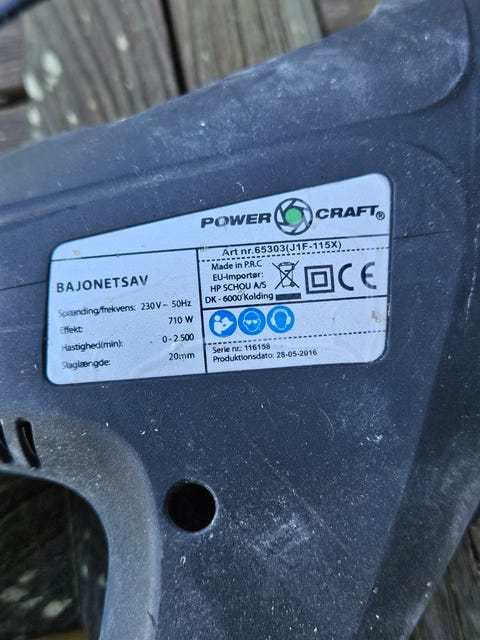 POWER CRAFT®
Art nr.65303(J1F-115X)
BAJONETSAV
Spænding/frekvens: 230V~ 50Hz
Effekt: 710 W
Hastighed(min): 0-2.500
Slaglængde: 20mm
Made in P.R.C
EU-Importør:
HP SCHOU A/S
DK - 6000 Kolding
CE
Serie nr.: 116158
Produktionsdato: 28-05-2016